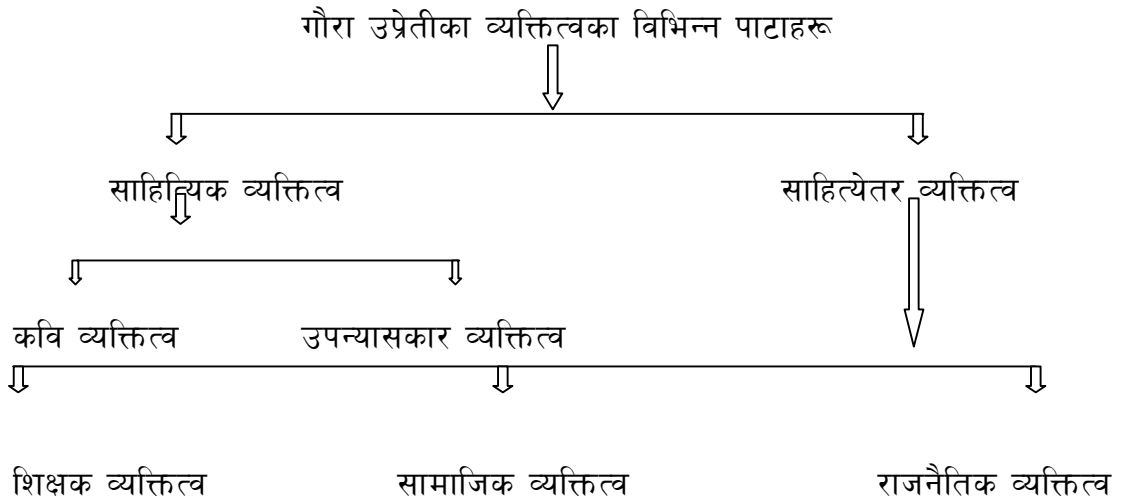 गौरा उप्रेतीका व्यक्तित्वका विभिन्न पाटाहरू
साहित्यिक व्यक्तित्व
साहित्येतर व्यक्तित्व
कवि व्यक्तित्व
उपन्यासकार व्यक्तित्व
शिक्षक व्यक्तित्व
सामाजिक व्यक्तित्व
राजनैतिक व्यक्तित्व